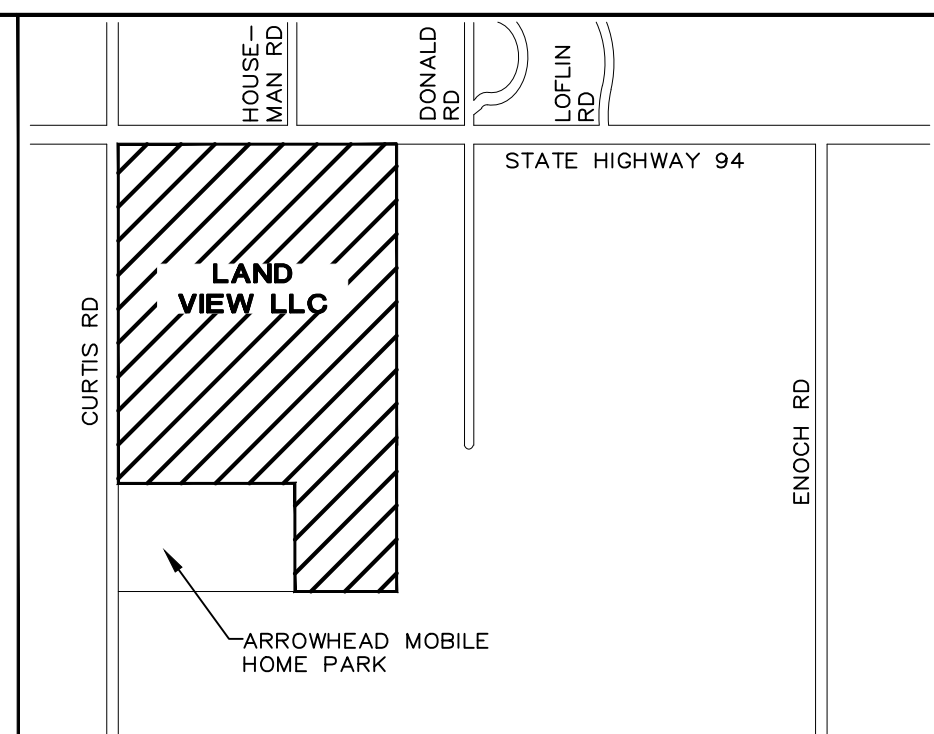 HOUSE-
MAN RD
DONALD
RD
LOFLIN
RD
STATE HIGHWAY 94
LAND
VIEW LLC
CURTIS RD
ENOCH RD
ARROWHEAD MOBILE
HOME PARK